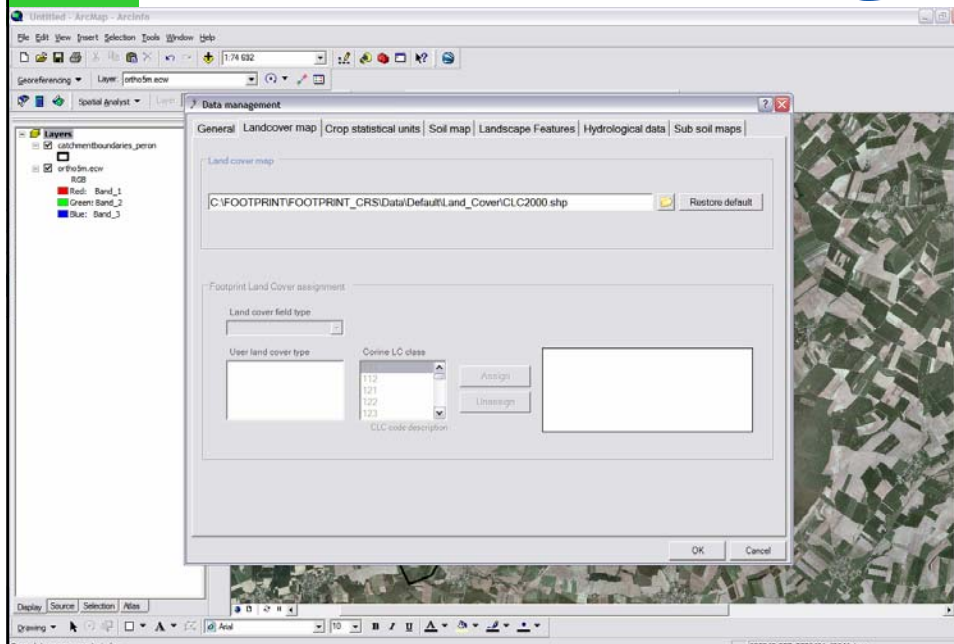 Untitled - ArcMap - ArcInfo
File Edit View Insert Selection Tools Window Help
1:74 692
Georeferencing Layer: ortho5m.ecw
Spatial Analyst
Data management
General Landcover map Crop statistical units Soil map Landscape Features Hydrological data Sub soil maps
Layers
catchmentboundaries_peron
ortho5m.ecw
RGB
Red: Band_1
Green: Band_2
Blue: Band_3
Land cover map
C:\FOOTPRINT\FOOTPRINT_CRS\Data\Default\Land_Cover\CLC2000.shp Restore default
Footprint Land Cover assignment
Land cover field type
User land cover type Corine LC class
112
121
122
123
Assign
Unassign
CLC code description
OK Cancel
Display Source Selection Atlas
Drawing A Arial 10 B I U A